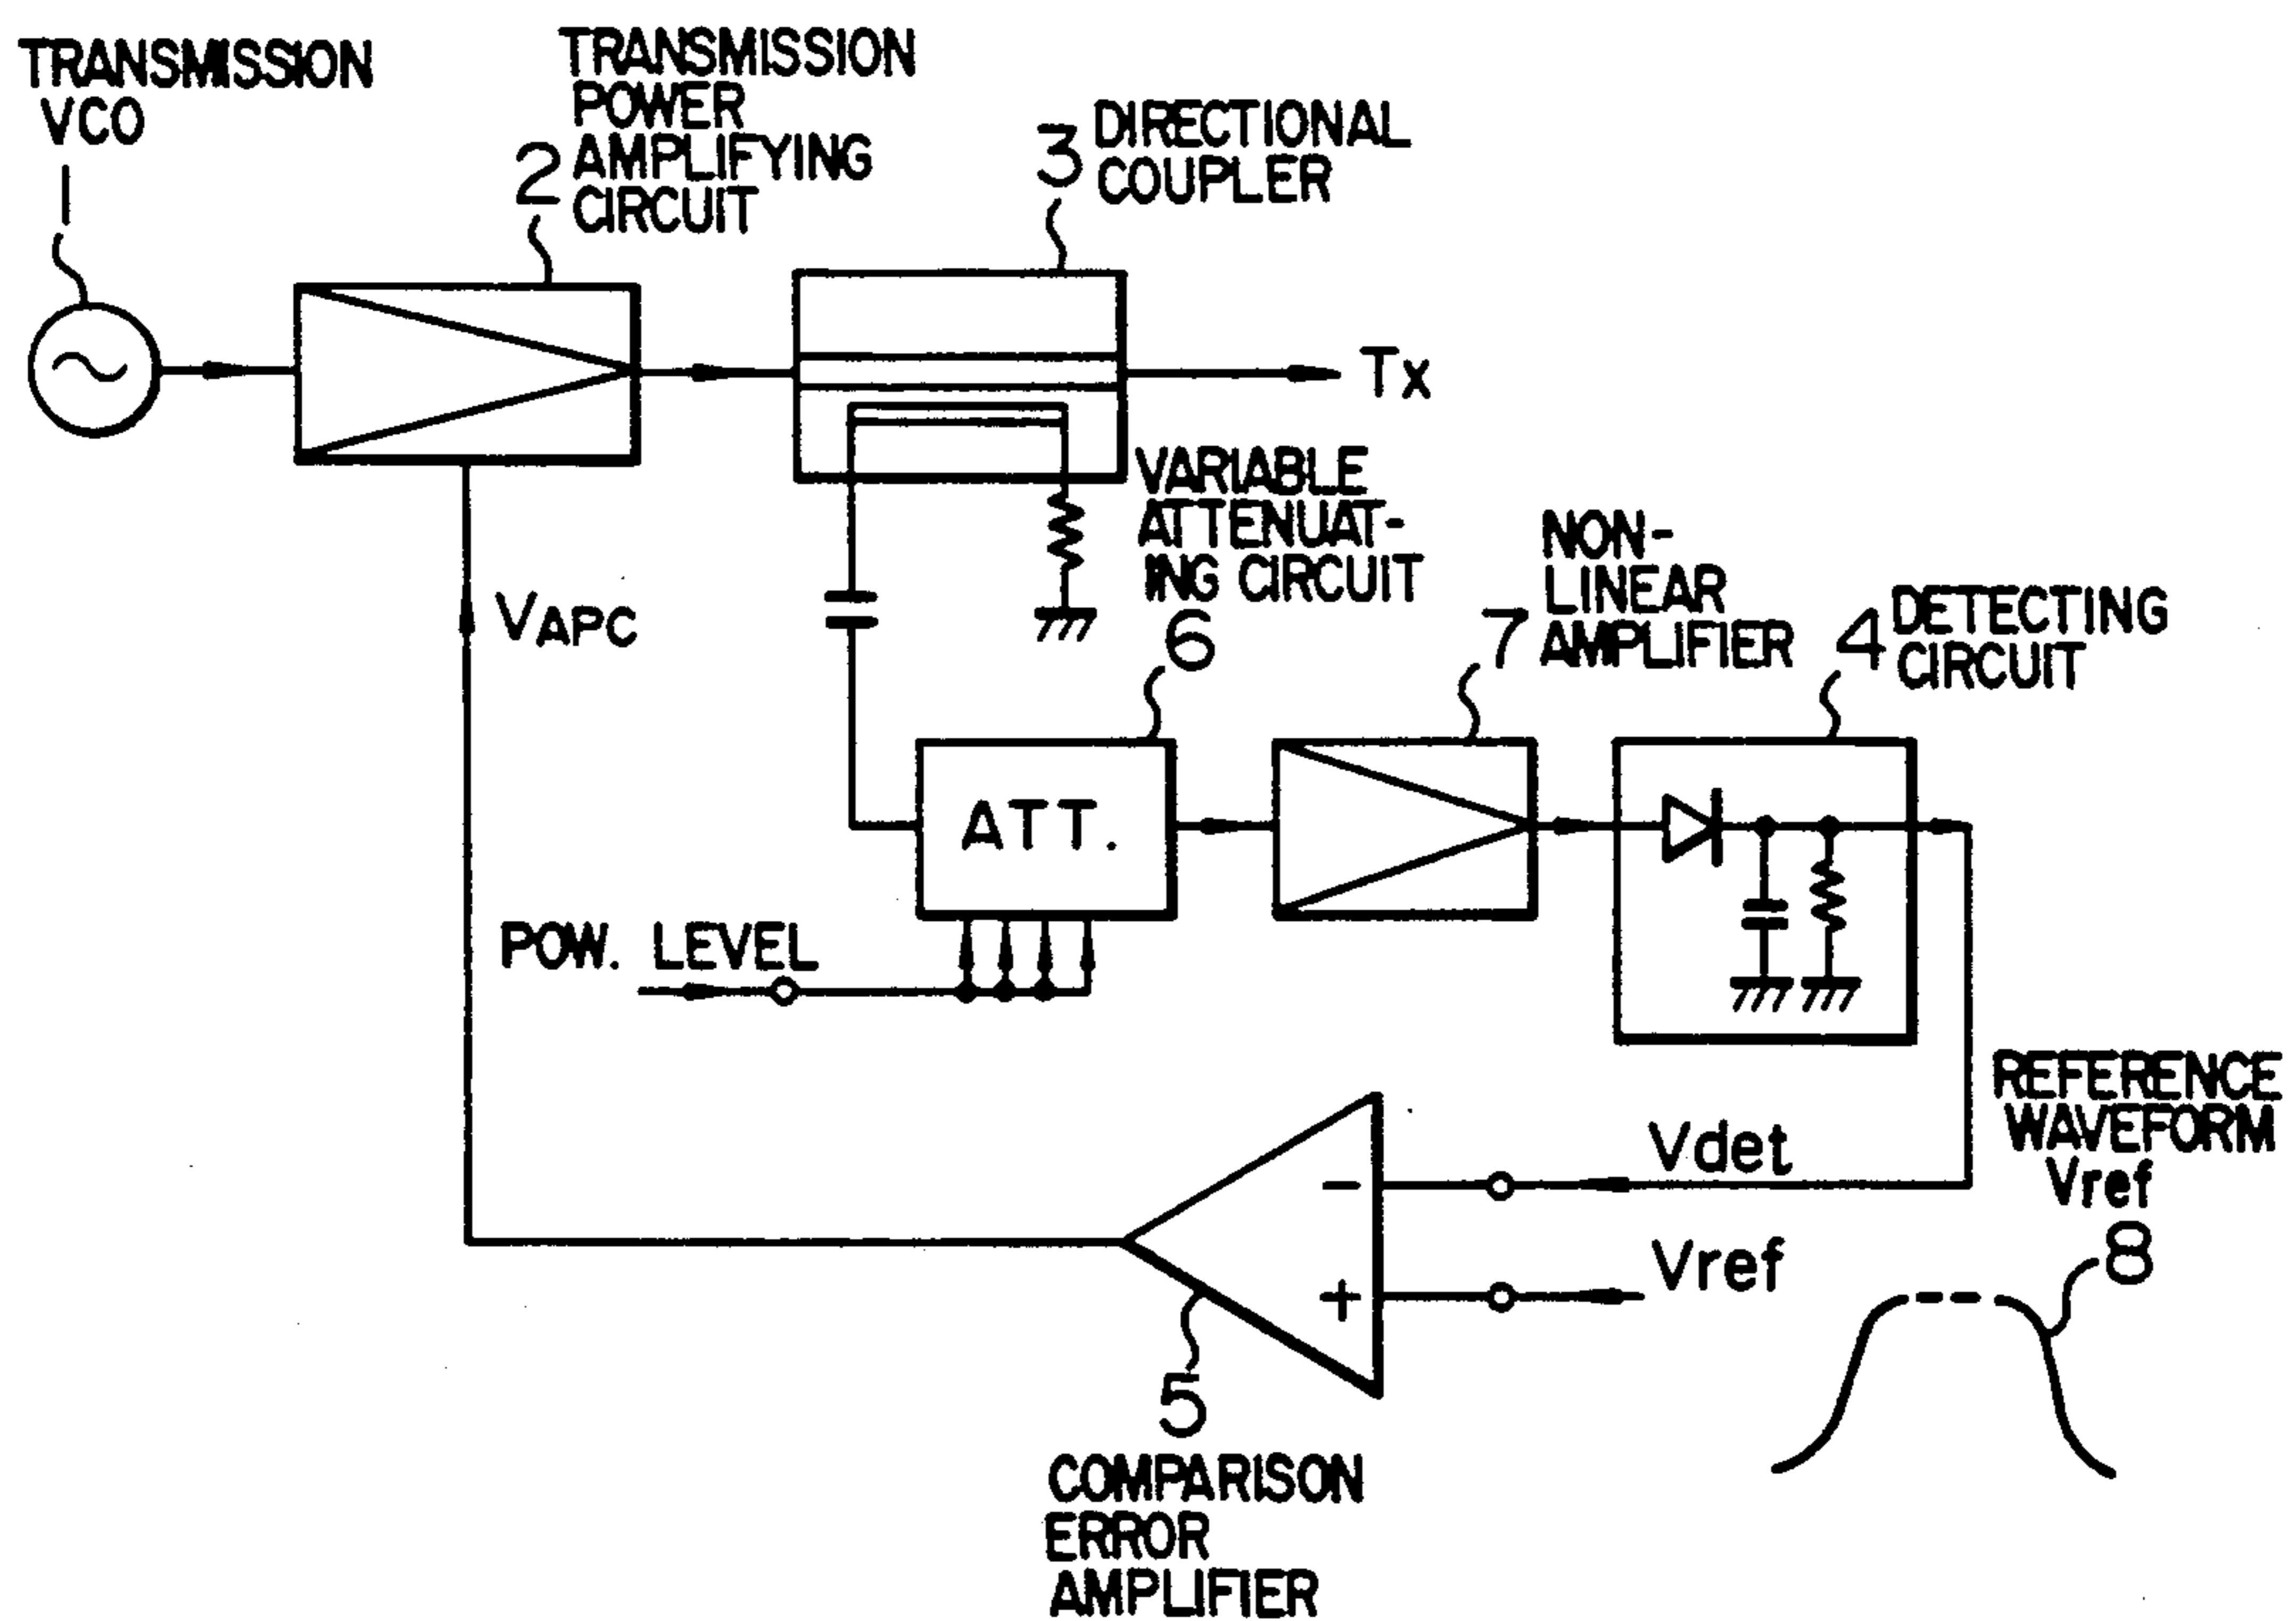 TRANSMISSION
VCO
1
TRANSMISSION
POWER
2 AMPLIFYING
CIRCUIT
3 DIRECTIONAL
COUPLER
Tx
VARIABLE
ATTENUAT-
ING CIRCUIT
6
NON-
LINEAR
7 AMPLIFIER
4 DETECTING
CIRCUIT
VAPC
ATT.
POW. LEVEL
REFERENCE
WAVEFORM
Vref
8
Vdet
−
Vref
+
5
COMPARISON
ERROR
AMPLIFIER